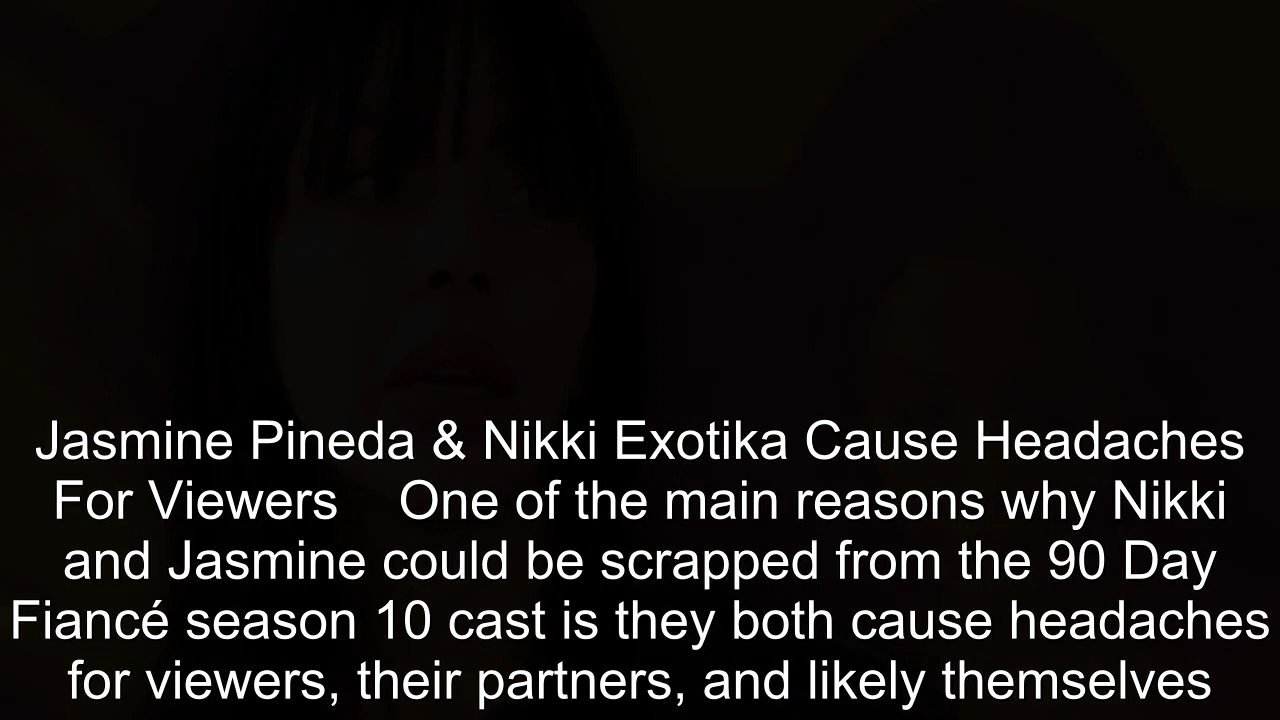 Jasmine Pineda & Nikki Exotika Cause Headaches
For Viewers    One of the main reasons why Nikki
and Jasmine could be scrapped from the 90 Day
Fiancé season 10 cast is they both cause headaches
for viewers, their partners, and likely themselves